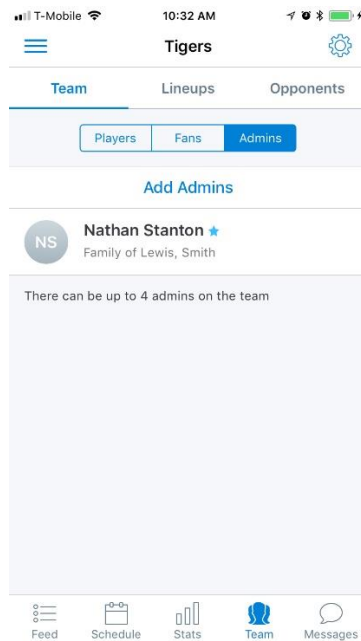 T-Mobile 10:32 AM
Tigers
Team Lineups Opponents
Players Fans Admins
Add Admins
NS
Nathan Stanton
Family of Lewis, Smith
There can be up to 4 admins on the team
Feed Schedule Stats Team Messages